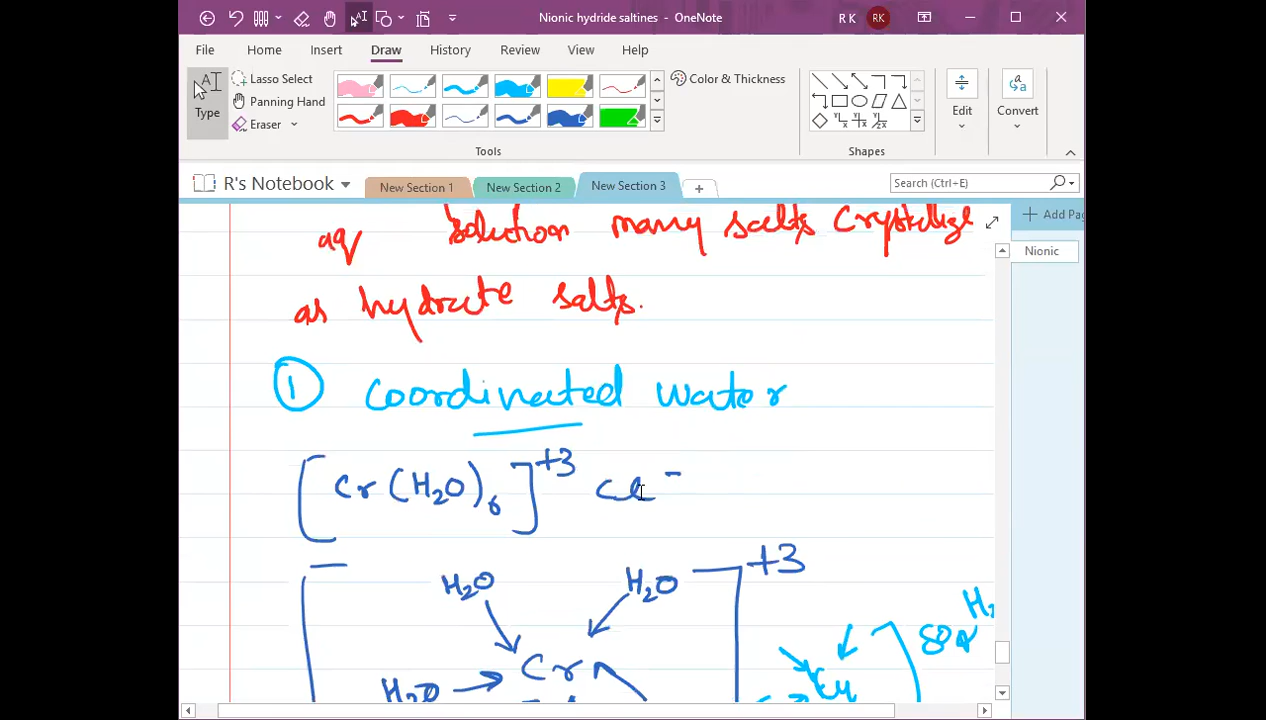 Nionic hydride saltines - OneNote
R K
RK
File Home Insert Draw History Review View Help
Type
Lasso Select
Panning Hand
Eraser
Color & Thickness
Edit
Convert
Tools
Shapes
R's Notebook
New Section 1
New Section 2
New Section 3
Search (Ctrl+E)
Add Pag
Nionic
aq solution many salts Crystallize
as hydrate salts.
① Coordinated water
[Cr(H2O)6]+3 Cl-
+3
H2O H2O
Cr
H2O
Cu